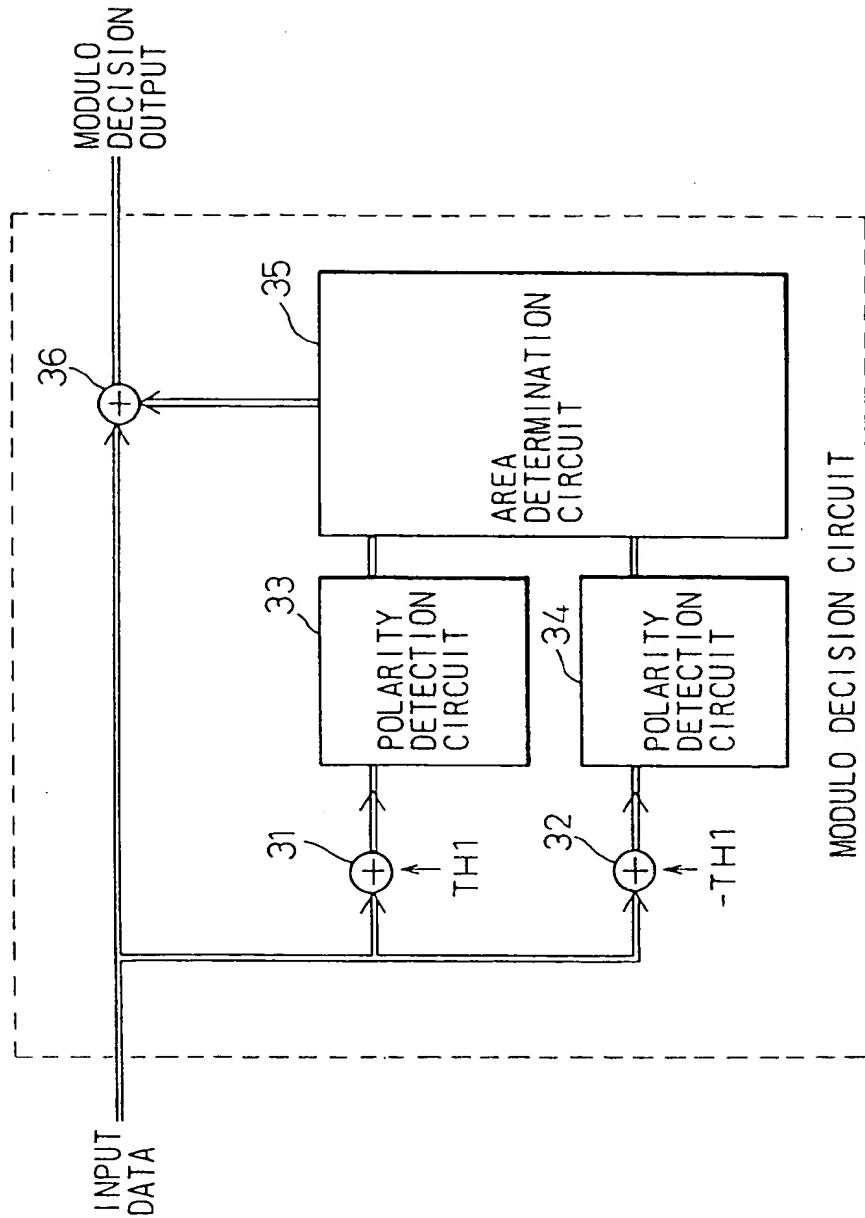 INPUT
DATA
MODULO
DECISION
OUTPUT
36
35
AREA
DETERMINATION
CIRCUIT
33
POLARITY
DETECTION
CIRCUIT
31
TH1
34
POLARITY
DETECTION
CIRCUIT
32
-TH1
MODULO DECISION CIRCUIT